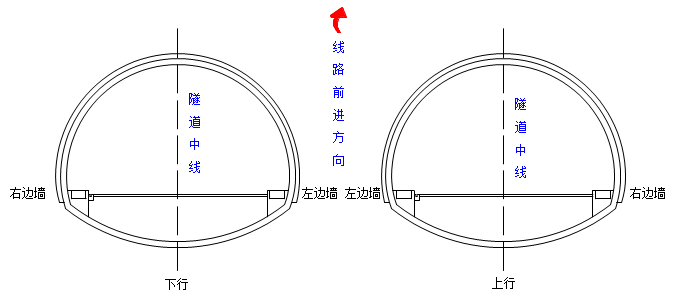 线路前进方向
隧道中线
隧道中线
右边墙
左边墙
左边墙
右边墙
下行
上行